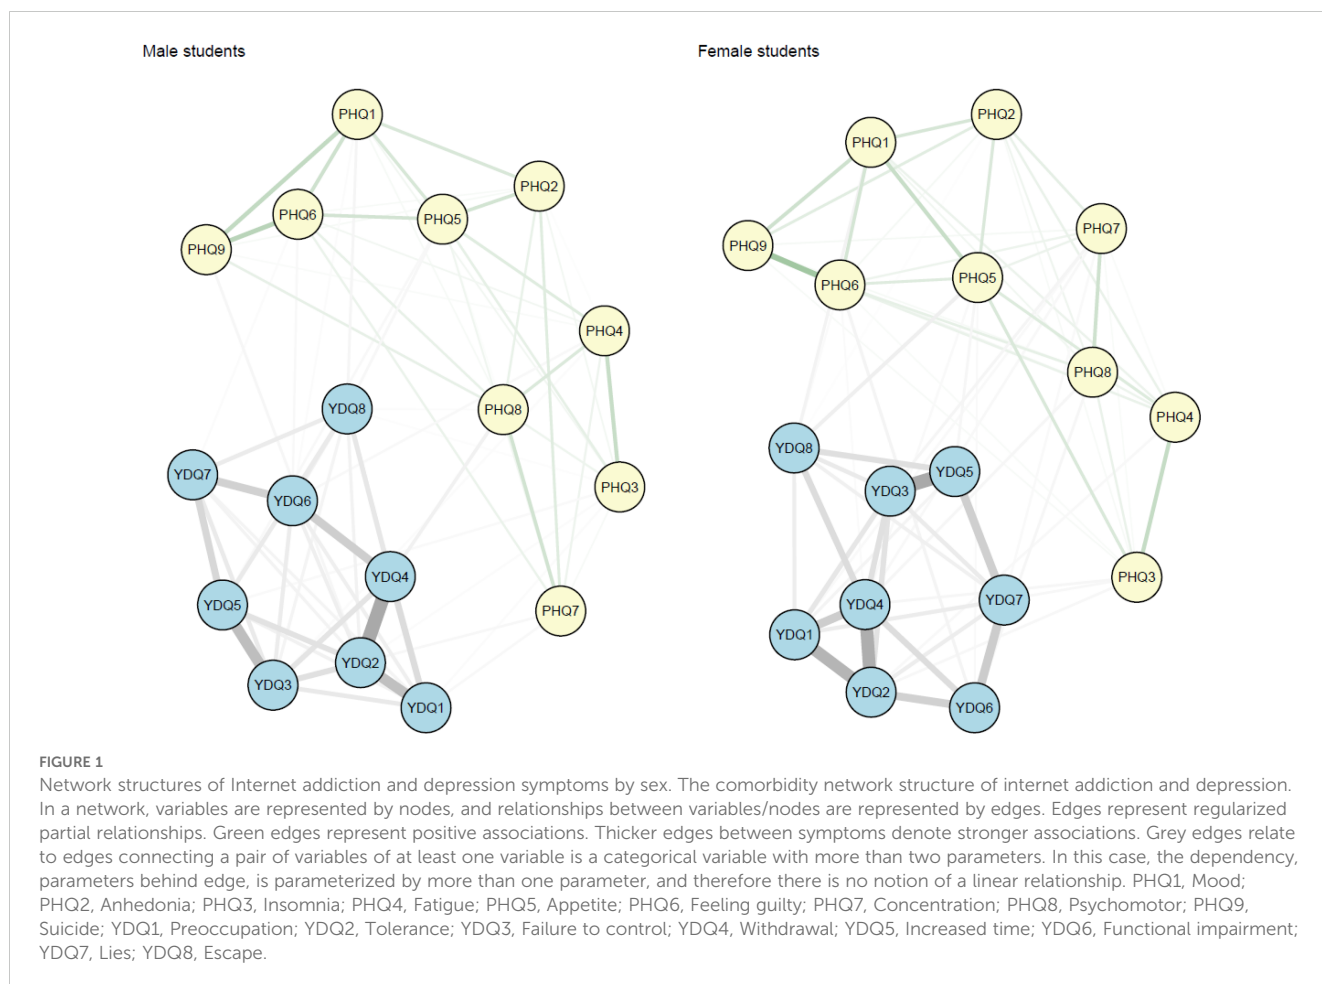 Male students
Female students
PHQ1
PHQ2
PHQ6
PHQ5
PHQ9
PHQ4
PHQ8
YDQ8
YDQ7
YDQ6
PHQ3
YDQ4
YDQ5
PHQ7
YDQ2
YDQ3
YDQ1
PHQ2
PHQ1
PHQ7
PHQ9
PHQ5
PHQ6
PHQ8
PHQ4
YDQ8
YDQ5
YDQ3
PHQ3
YDQ7
YDQ4
YDQ1
YDQ2
YDQ6
FIGURE 1
Network structures of Internet addiction and depression symptoms by sex. The comorbidity network structure of internet addiction and depression.
In a network, variables are represented by nodes, and relationships between variables/nodes are represented by edges. Edges represent regularized
partial relationships. Green edges represent positive associations. Thicker edges between symptoms denote stronger associations. Grey edges relate
to edges connecting a pair of variables of at least one variable is a categorical variable with more than two parameters. In this case, the dependency,
parameters behind edge, is parameterized by more than one parameter, and therefore there is no notion of a linear relationship. PHQ1, Mood;
PHQ2, Anhedonia; PHQ3, Insomnia; PHQ4, Fatigue; PHQ5, Appetite; PHQ6, Feeling guilty; PHQ7, Concentration; PHQ8, Psychomotor; PHQ9,
Suicide; YDQ1, Preoccupation; YDQ2, Tolerance; YDQ3, Failure to control; YDQ4, Withdrawal; YDQ5, Increased time; YDQ6, Functional impairment;
YDQ7, Lies; YDQ8, Escape.